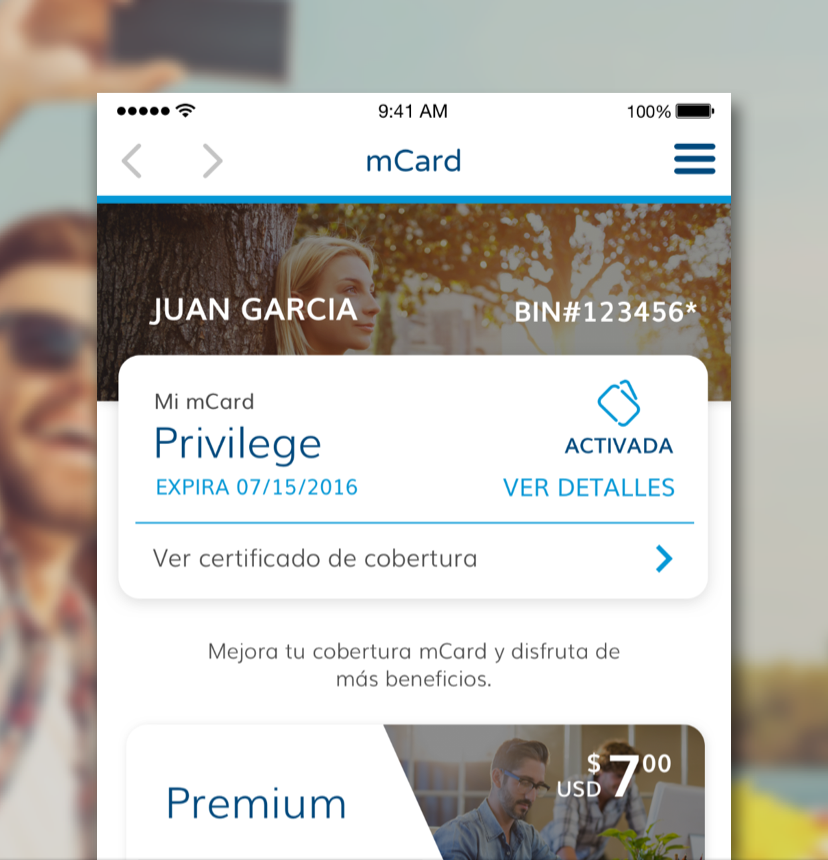 9:41 AM 100%
mCard
JUAN GARCIA BIN#123456*
Mi mCard
Privilege
ACTIVADA
EXPIRA 07/15/2016 VER DETALLES
Ver certificado de cobertura
Mejora tu cobertura mCard y disfruta de
más beneficios.
Premium
$ 7 00
USD